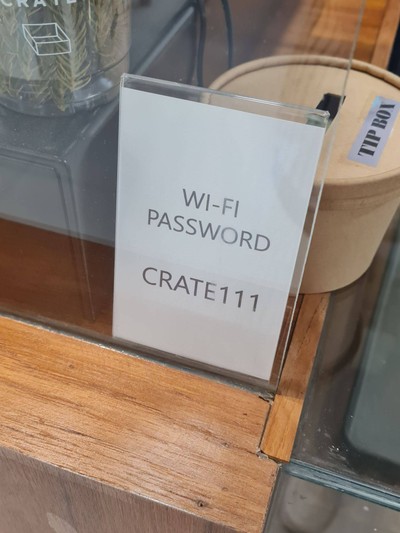 CRATE
TIP BOX
WI-FI
PASSWORD
CRATE111